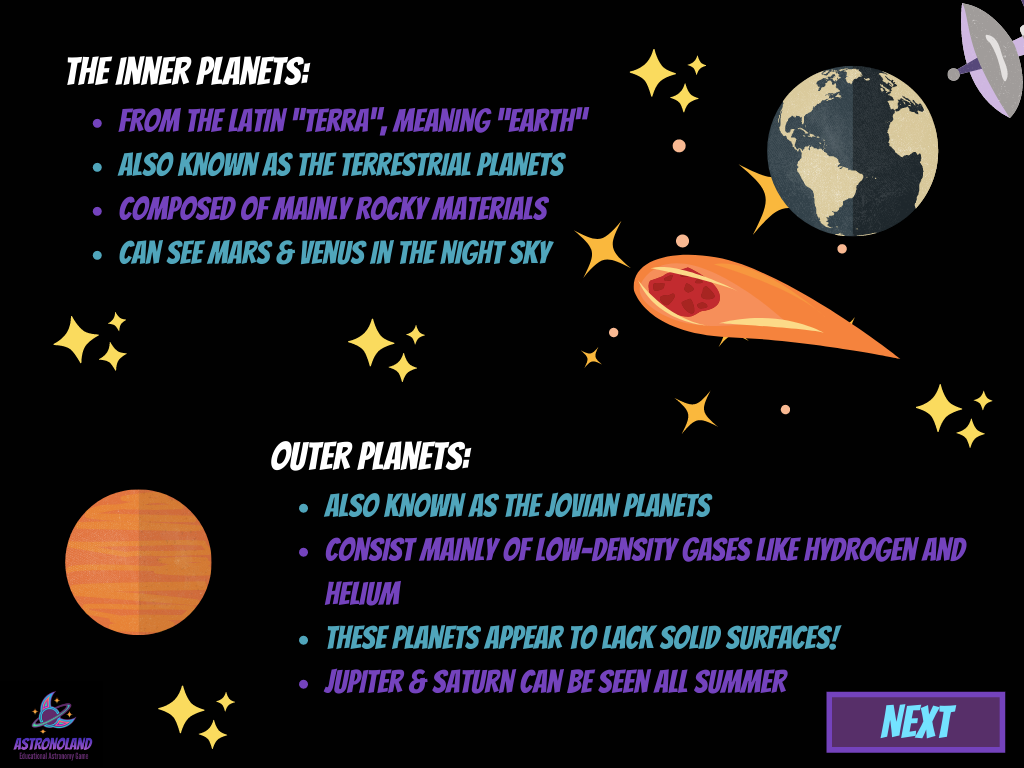 THE INNER PLANETS:
• FROM THE LATIN "TERRA", MEANING "EARTH"
• ALSO KNOWN AS THE TERRESTRIAL PLANETS
• COMPOSED OF MAINLY ROCKY MATERIALS
• CAN SEE MARS & VENUS IN THE NIGHT SKY
OUTER PLANETS:
• ALSO KNOWN AS THE JOVIAN PLANETS
• CONSIST MAINLY OF LOW-DENSITY GASES LIKE HYDROGEN AND
HELIUM
• THESE PLANETS APPEAR TO LACK SOLID SURFACES!
• JUPITER & SATURN CAN BE SEEN ALL SUMMER
NEXT
ASTRONOLAND
Educational Astronomy Game